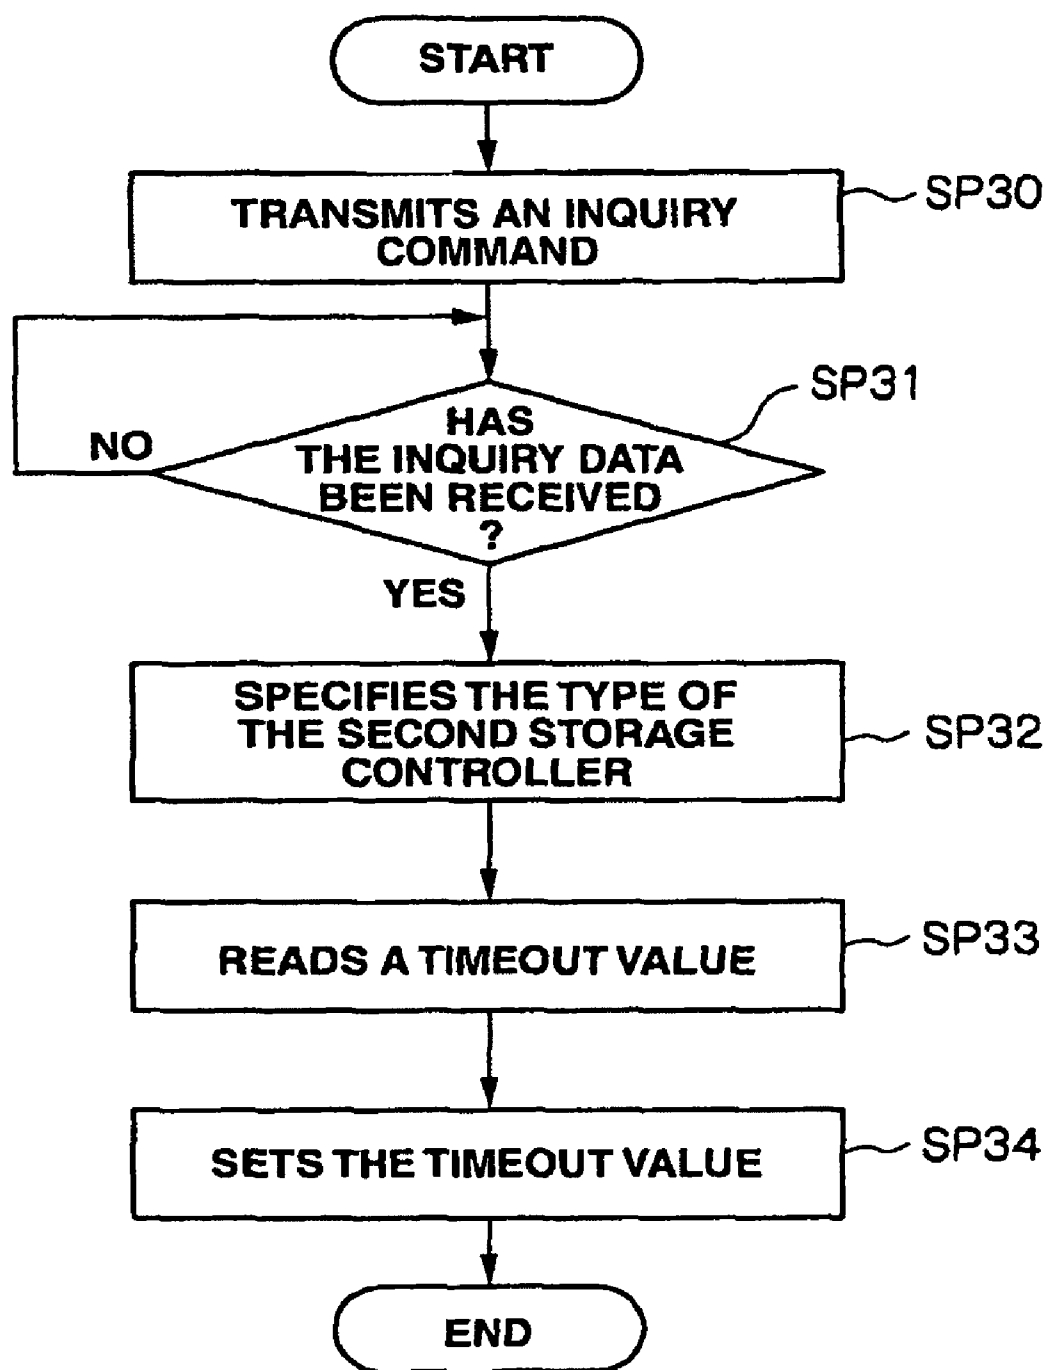 START
TRANSMITS AN INQUIRY
COMMAND
SP30
HAS
THE INQUIRY DATA
BEEN RECEIVED
?
SP31
NO
YES
SPECIFIES THE TYPE OF
THE SECOND STORAGE
CONTROLLER
SP32
READS A TIMEOUT VALUE
SP33
SETS THE TIMEOUT VALUE
SP34
END